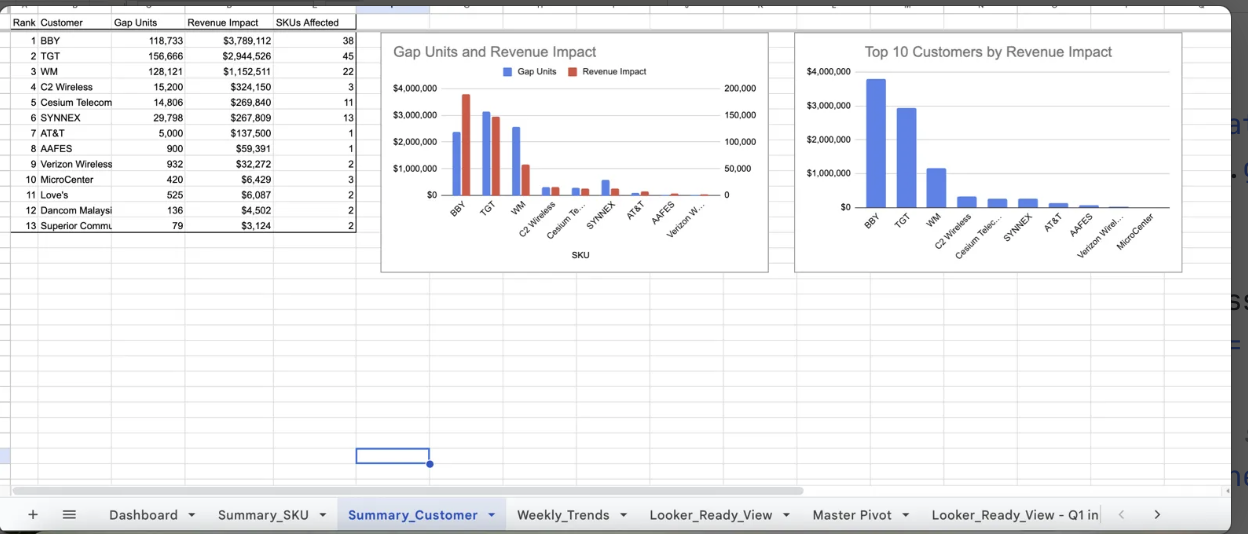 Rank Customer Gap Units Revenue Impact SKUs Affected
1 BBY 118,733 $3,789,112 38
2 TGT 156,666 $2,944,526 45
3 WM 128,121 $1,152,511 22
4 C2 Wireless 15,200 $324,150 3
5 Cesium Telecom 14,806 $269,840 11
6 SYNNEX 29,798 $267,809 13
7 AT&T 5,000 $137,500 1
8 AAFES 900 $59,391 1
9 Verizon Wireless 932 $32,272 2
10 MicroCenter 420 $6,429 3
11 Love's 525 $6,087 2
12 Dancom Malaysi 136 $4,502 2
13 Superior Commu 79 $3,124 2
Gap Units and Revenue Impact
Gap Units Revenue Impact
$4,000,000 200,000
$3,000,000 150,000
$2,000,000 100,000
$1,000,000 50,000
$0 0
BBY TGT WM C2 Wireless Cesium Te... SYNNEX AT&T AAFES Verizon W...
SKU
Top 10 Customers by Revenue Impact
$4,000,000
$3,000,000
$2,000,000
$1,000,000
$0
BBY TGT WM C2 Wireless Cesium Telec... SYNNEX AT&T AAFES Verizon Wirel... MicroCenter
Dashboard Summary_SKU Summary_Customer Weekly_Trends Looker_Ready_View Master Pivot Looker_Ready_View - Q1 in